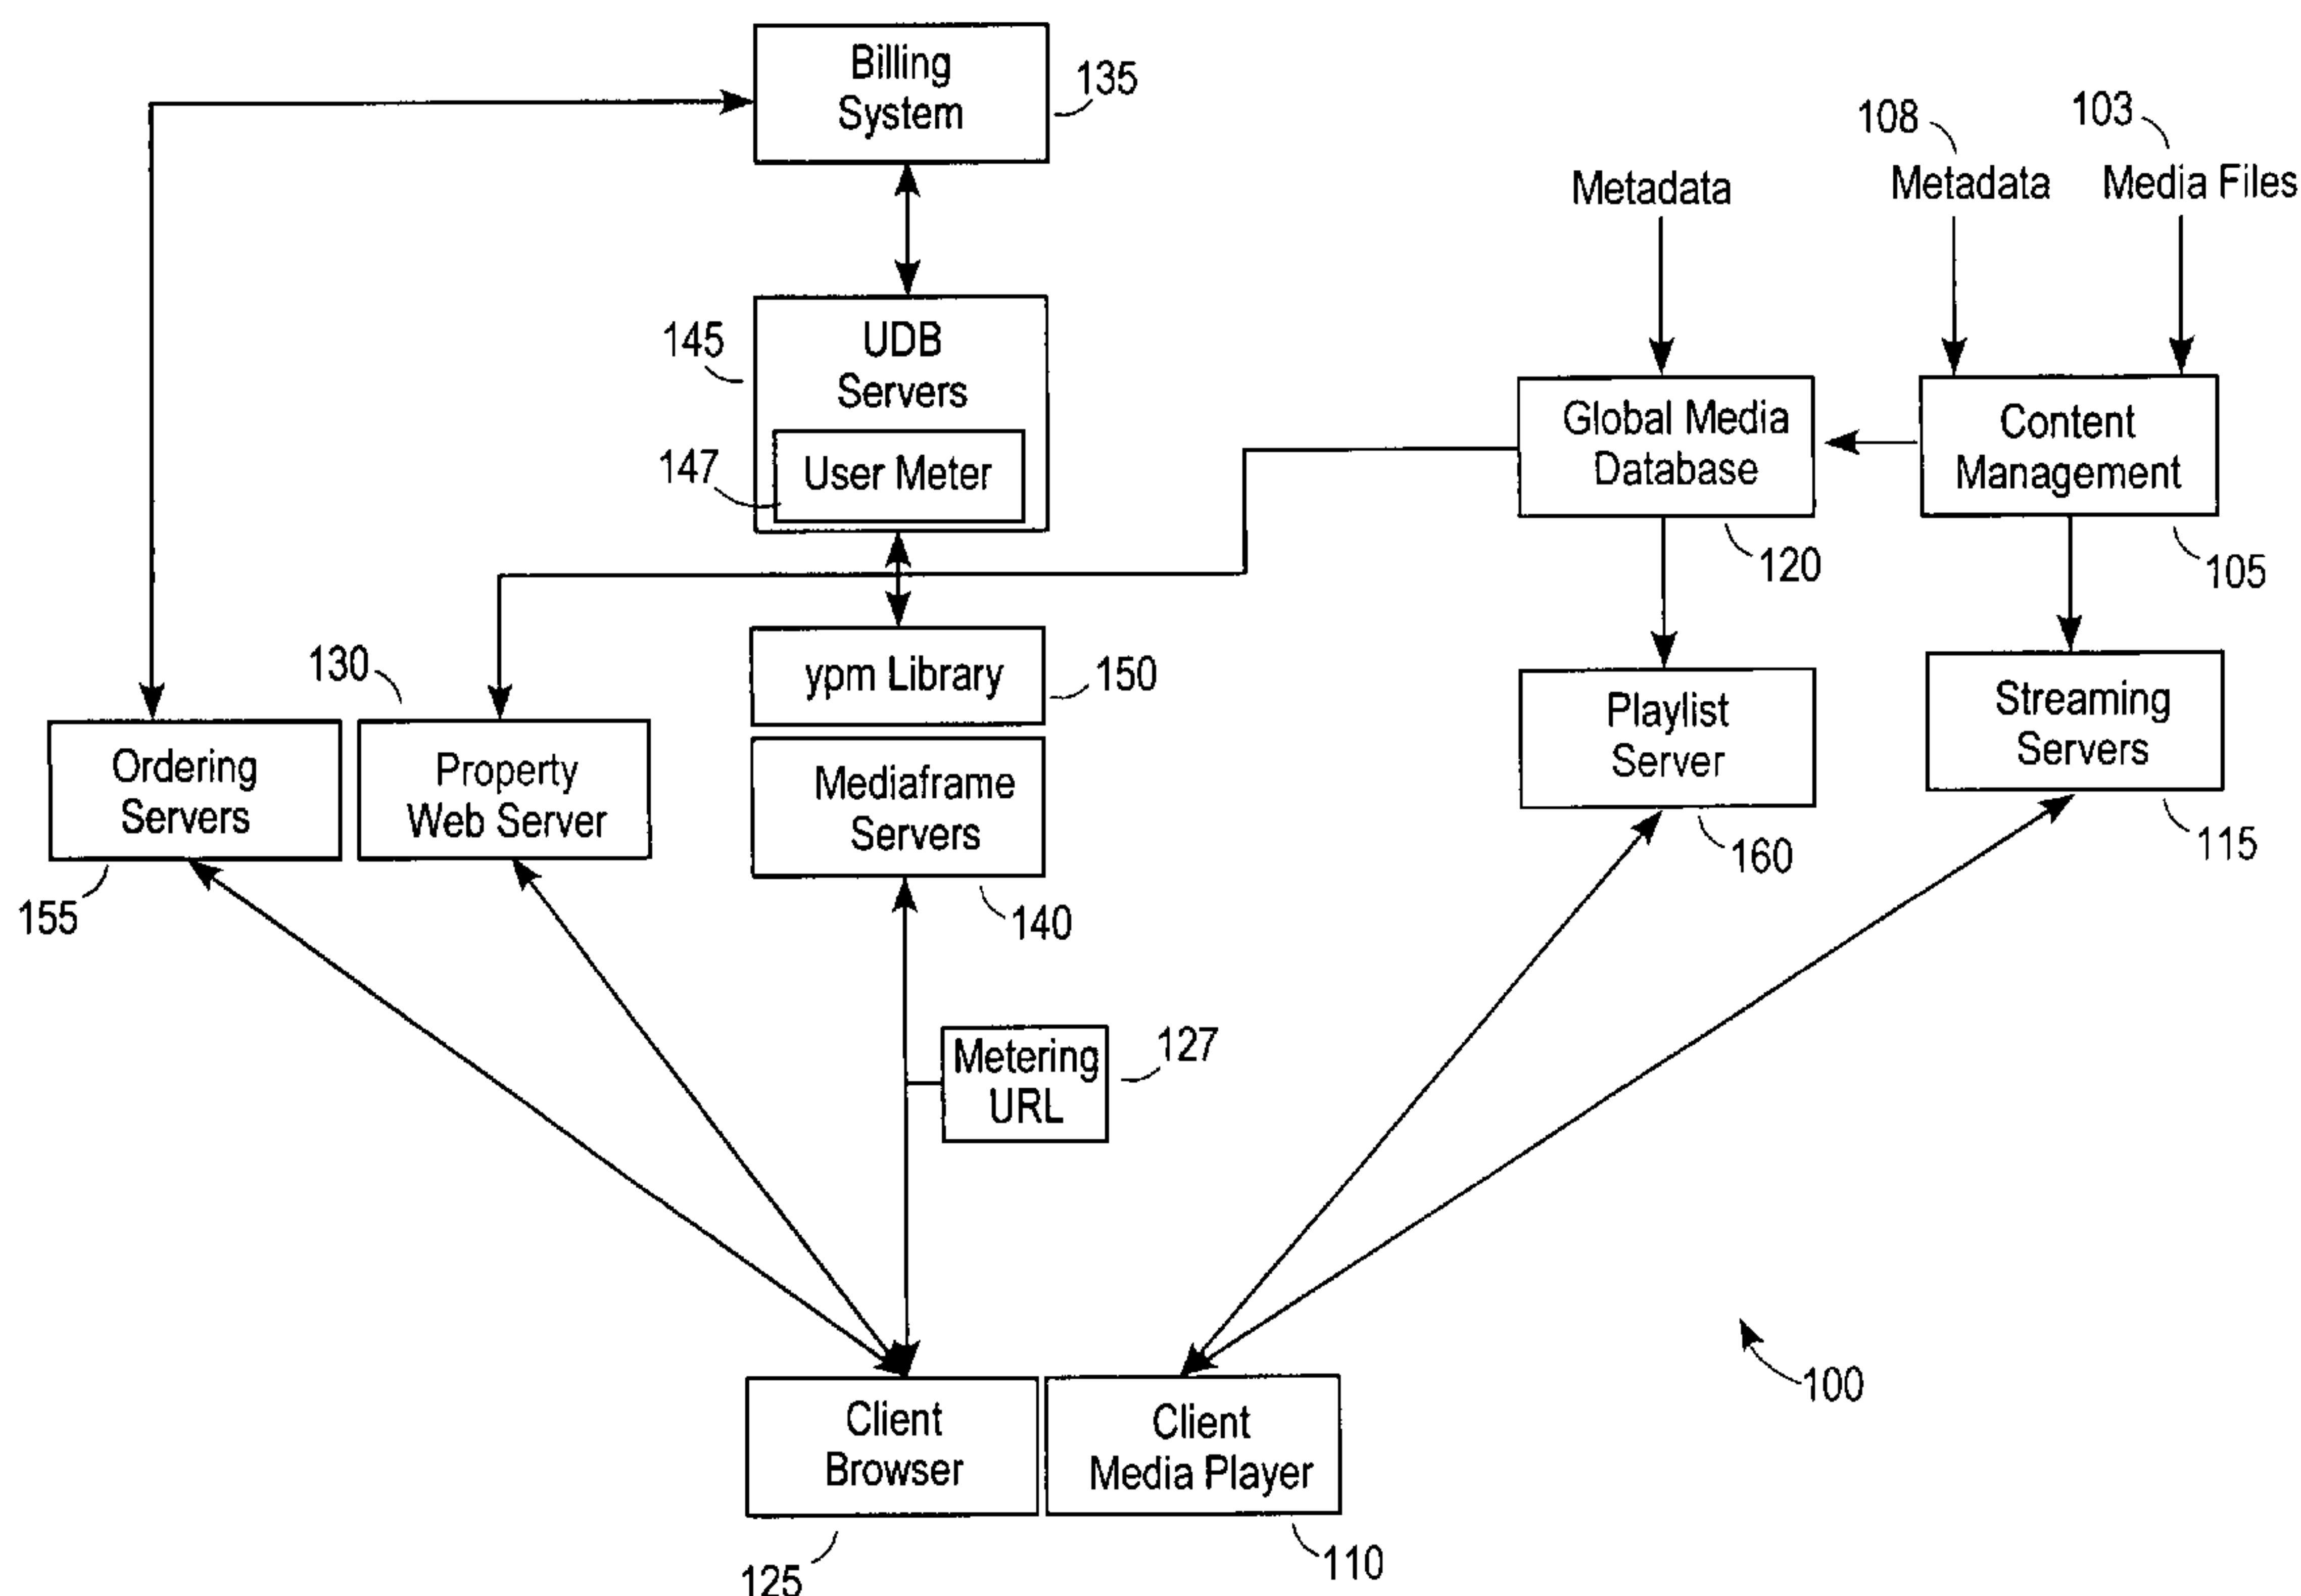 Billing
System
135
108
103
Metadata
Metadata
Media Files
145
UDB
Servers
147
User Meter
Global Media
Database
120
Content
Management
105
130
ypm Library
150
Ordering
Servers
155
Property
Web Server
Mediaframe
Servers
140
Playlist
Server
160
Streaming
Servers
115
Metering
URL
127
100
Client
Browser
125
Client
Media Player
110